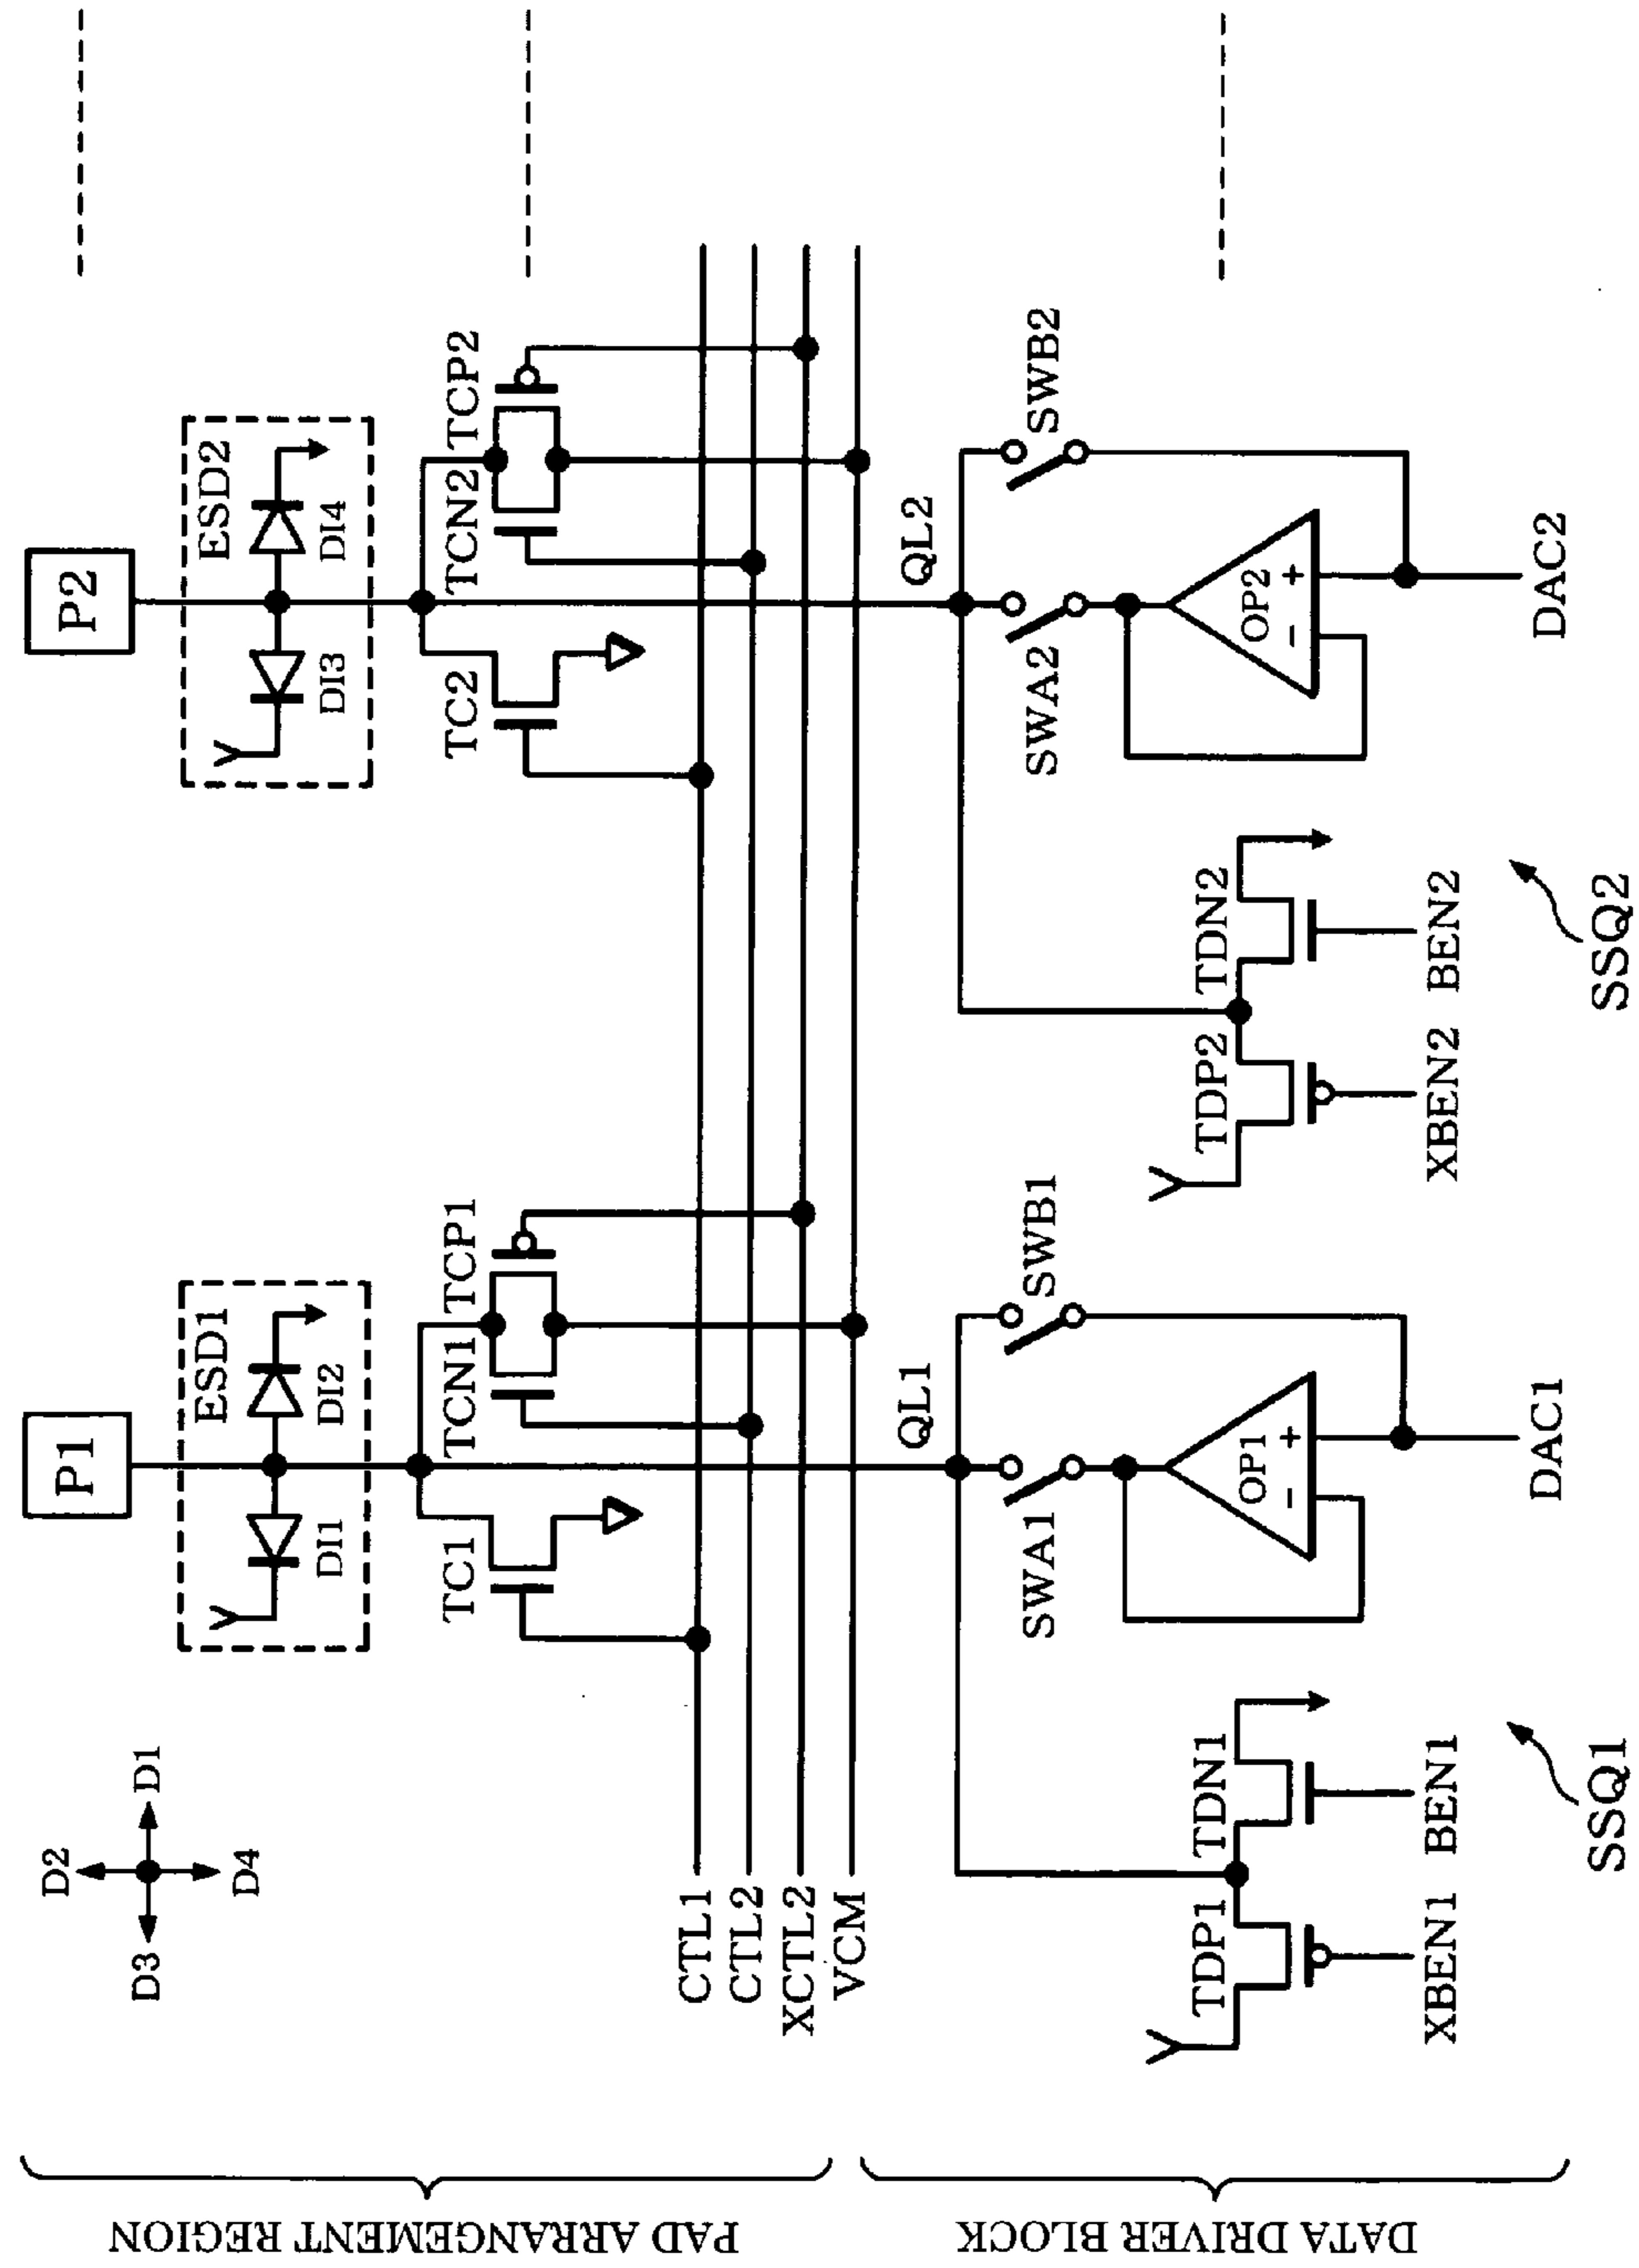 PAD ARRANGEMENT REGION
DATA DRIVER BLOCK
D1
D2
D3
D4
P1
P2
ESD1
DI1
DI2
ESD2
DI3
DI4
TC1
TCN1
TCP1
TC2
TCN2
TCP2
CTL1
CTL2
XCTL2
VCM
QL1
QL2
SWA1
SWB1
SWA2
SWB2
OP1
- +
OP2
- +
TDP1
TDN1
TDP2
TDN2
XBEN1
BEN1
DAC1
XBEN2
BEN2
DAC2
SSQ1
SSQ2